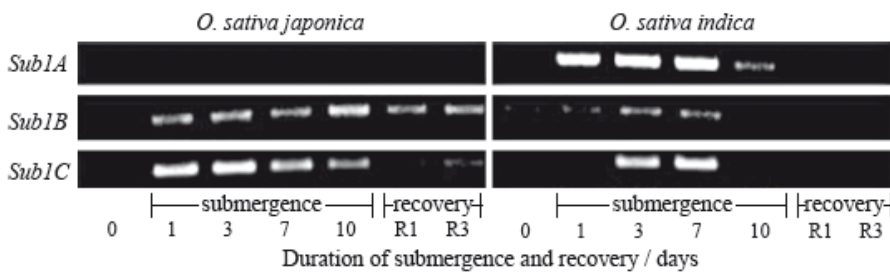 O. sativa japonica O. sativa indica
Sub1A
Sub1B
Sub1C
submergence recovery submergence recovery
0 1 3 7 10 R1 R3 0 1 3 7 10 R1 R3
Duration of submergence and recovery / days